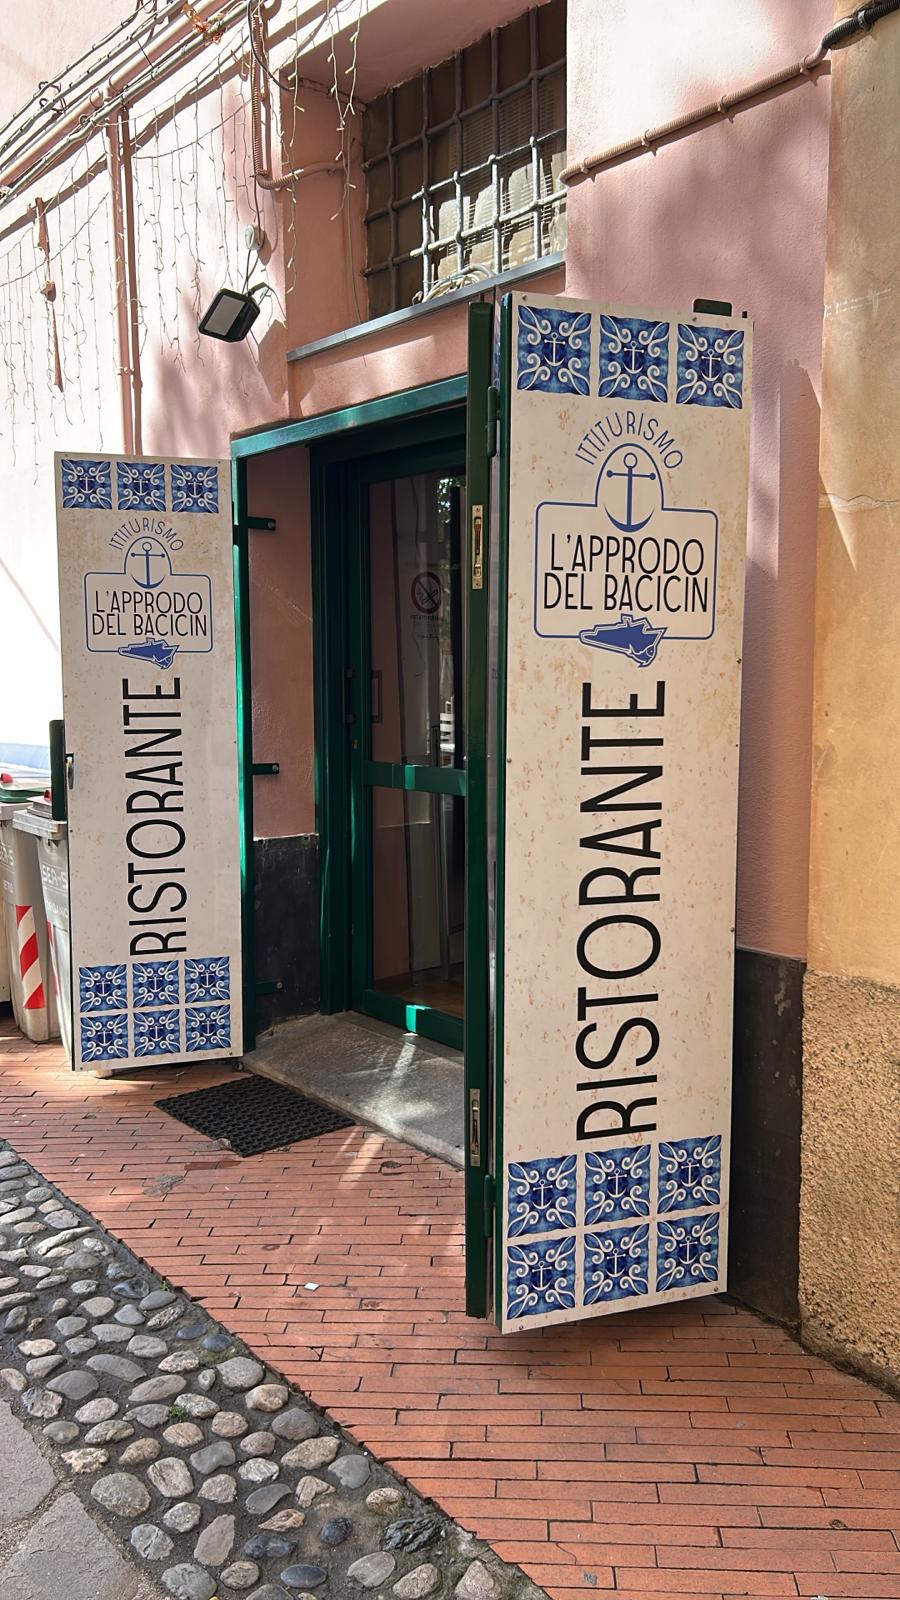 ITTITURISMO
L'APPRODO
DEL BACICIN
RISTORANTE
ITTITURISMO
L'APPRODO
DEL BACICIN
RISTORANTE